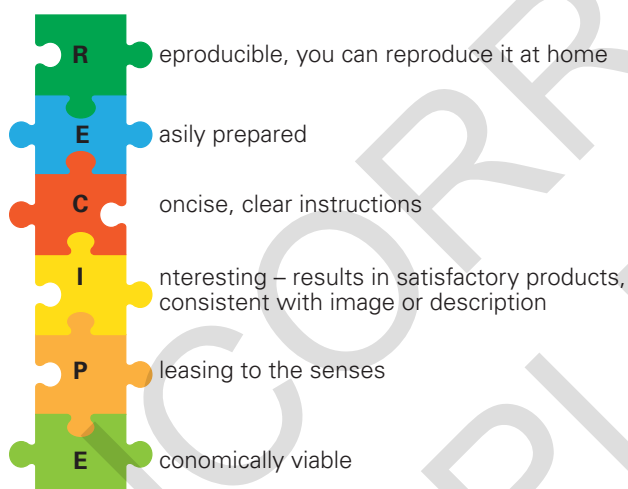 R eproducible, you can reproduce it at home
E asily prepared
C oncise, clear instructions
I nteresting – results in satisfactory products,
consistent with image or description
P leasing to the senses
E conomically viable